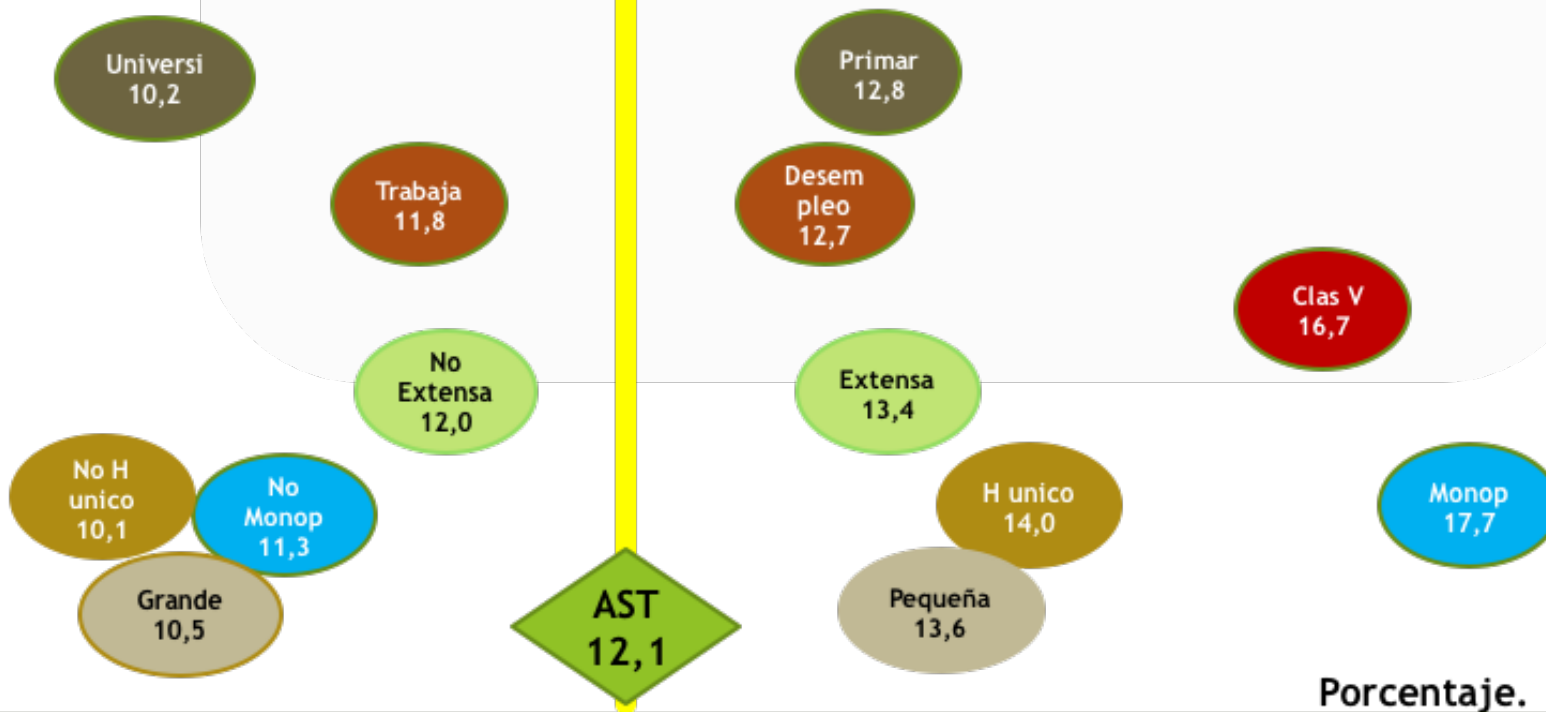 Universi
10,2
Primar
12,8
Trabaja
11,8
Desem
pleo
12,7
Clas V
16,7
No
Extensa
12,0
Extensa
13,4
No H
unico
10,1
No
Monop
11,3
H unico
14,0
Monop
17,7
Grande
10,5
AST
12,1
Pequeña
13,6
Porcentaje.